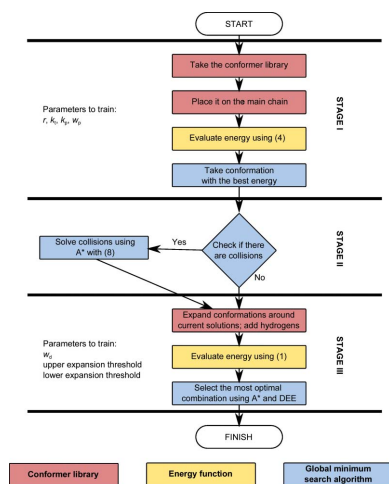 START
Take the conformer library
Place it on the main chain
Parameters to train:
r, k₀, kₚ, wₚ
Evaluate energy using (4)
Take conformation
with the best energy
STAGE I
Solve collisions using
A* with (8)
Yes
Check if there
are collisions
No
STAGE II
Expand conformations around
current solutions; add hydrogens
Parameters to train:
upper expansion threshold
lower expansion threshold
Evaluate energy using (1)
Select the most optimal
combination using A* and DEE
STAGE III
FINISH
Conformer library
Energy function
Global minimum
search algorithm